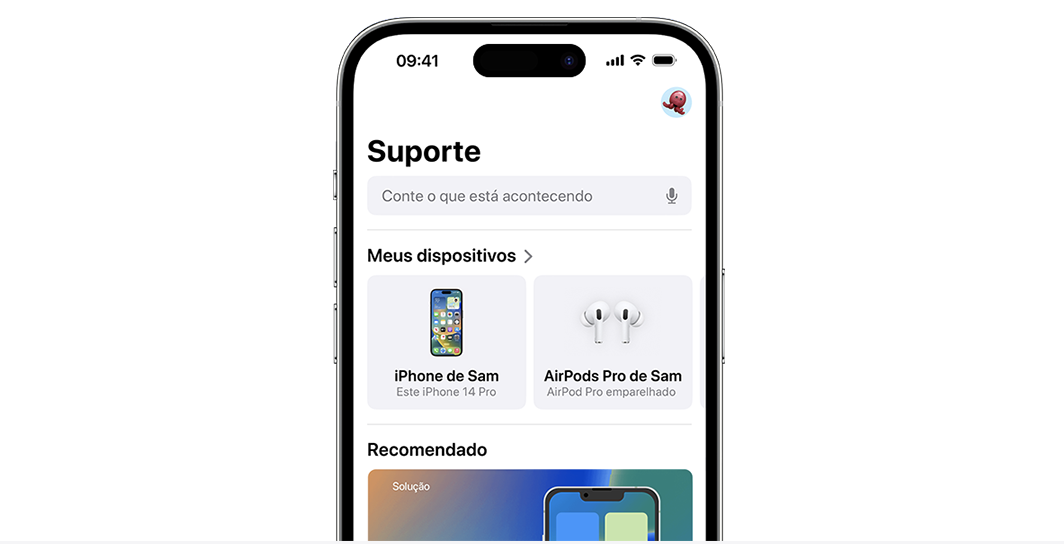 09:41
Suporte
Conte o que está acontecendo
Meus dispositivos
iPhone de Sam
Este iPhone 14 Pro
AirPods Pro de Sam
AirPod Pro emparelhado
Recomendado
Solução